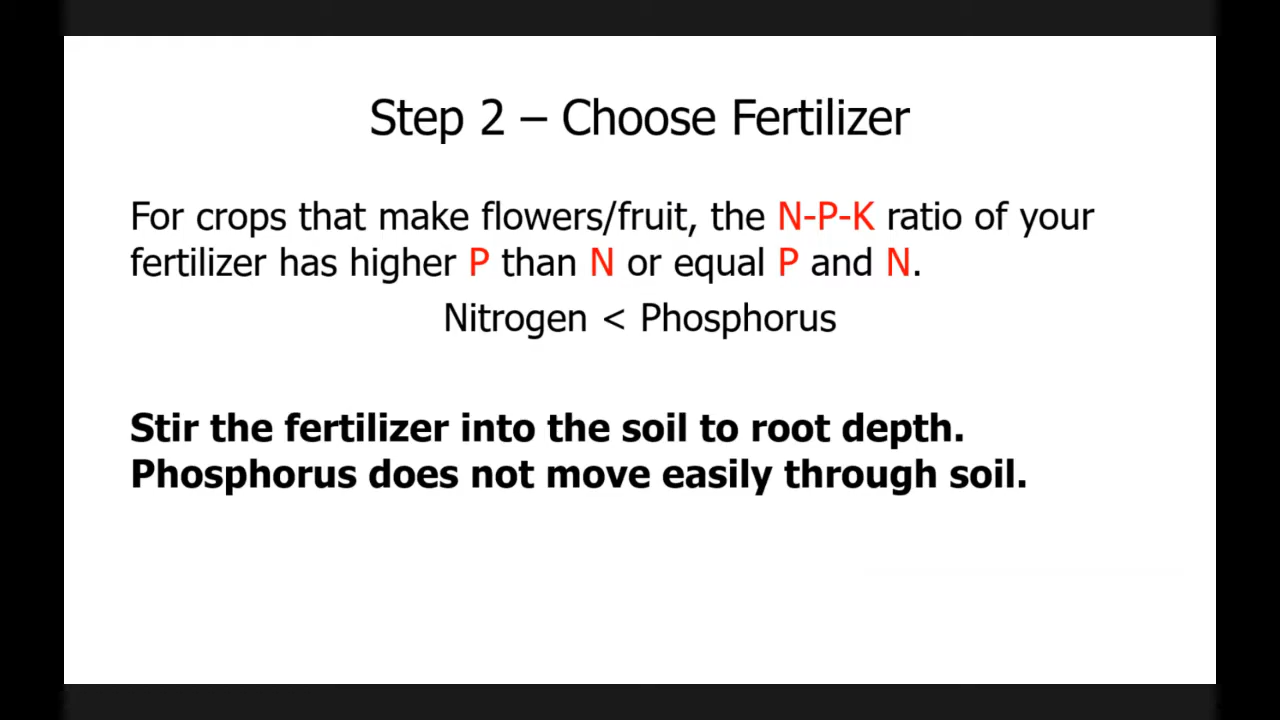 Step 2 – Choose Fertilizer
For crops that make flowers/fruit, the N-P-K ratio of your
fertilizer has higher P than N or equal P and N.
Nitrogen < Phosphorus
Stir the fertilizer into the soil to root depth.
Phosphorus does not move easily through soil.